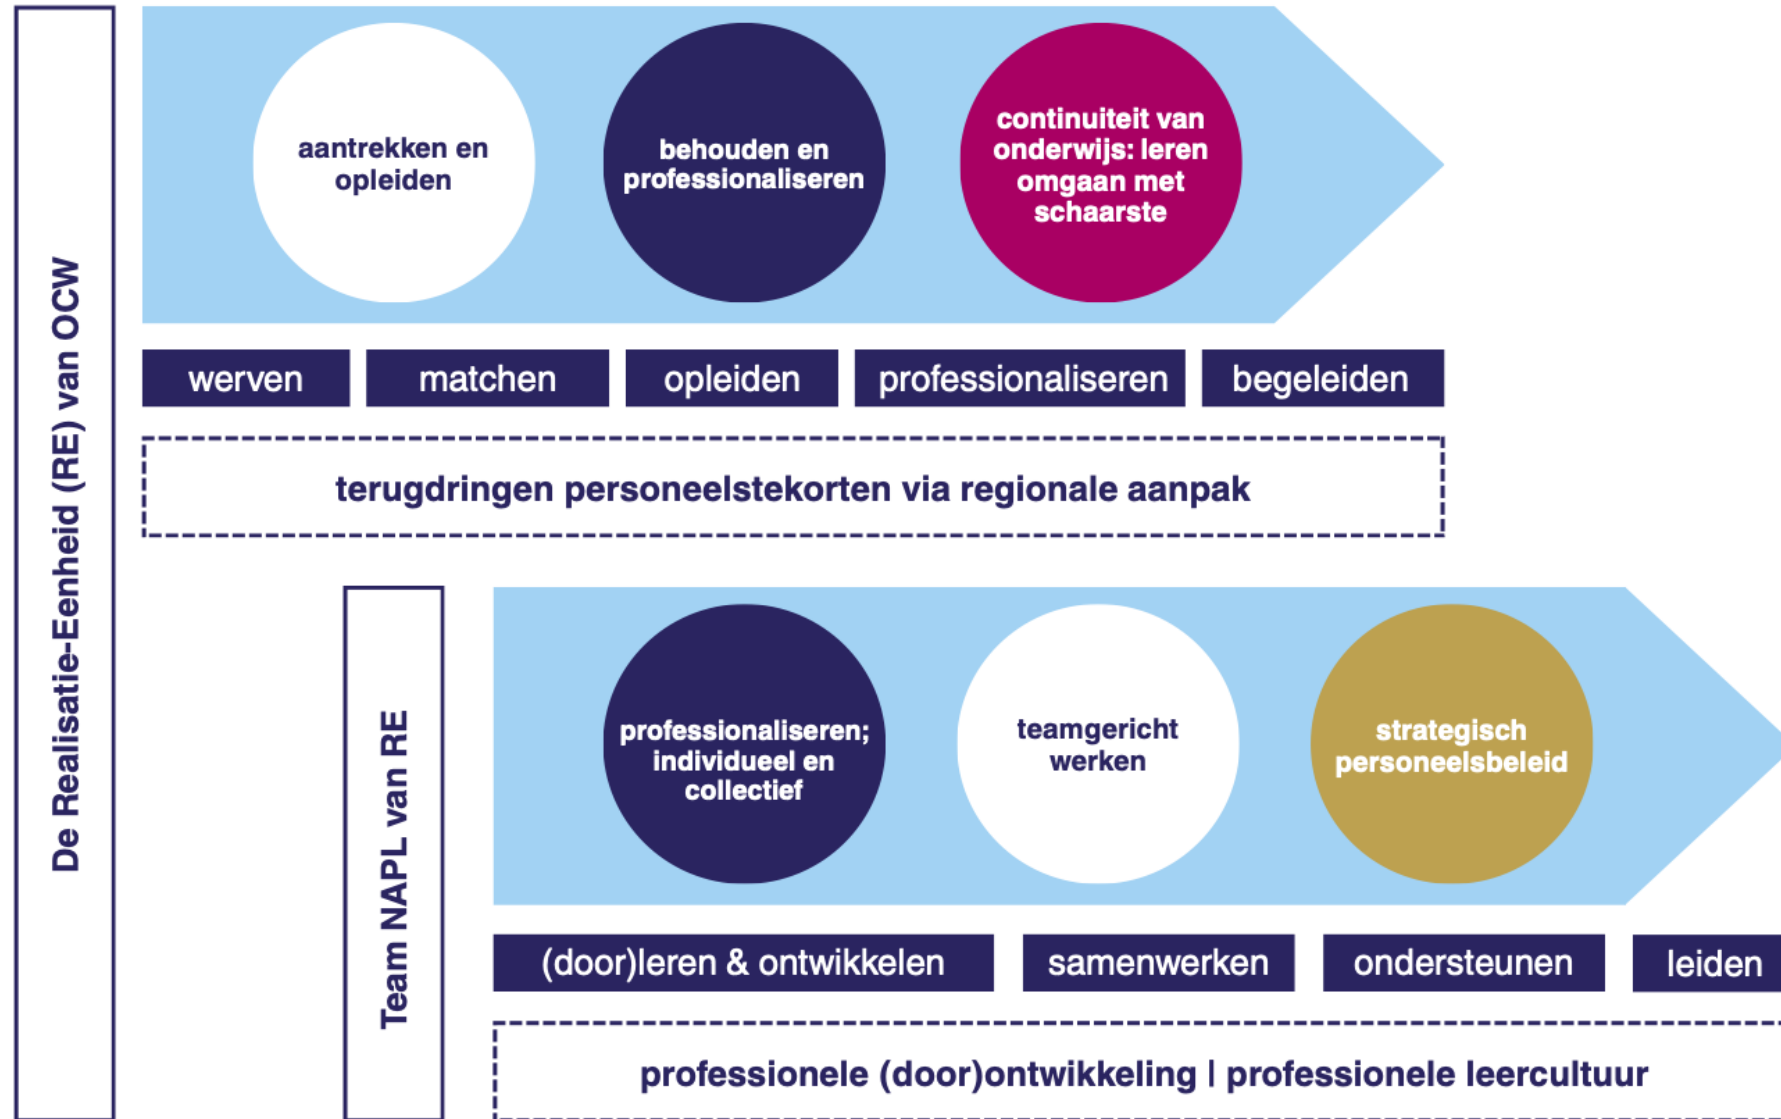 De Realisatie-Eenheid (RE) van OCW
aantrekken en
opleiden
behouden en
professionaliseren
continuiteit van
onderwijs: leren
omgaan met
schaarste
werven
matchen
opleiden
professionaliseren
begeleiden
terugdringen personeelstekorten via regionale aanpak
Team NAPL van RE
professionaliseren;
individueel en
collectief
teamgericht
werken
strategisch
personeelsbeleid
(door)leren & ontwikkelen
samenwerken
ondersteunen
leiden
professionele (door)ontwikkeling | professionele leercultuur